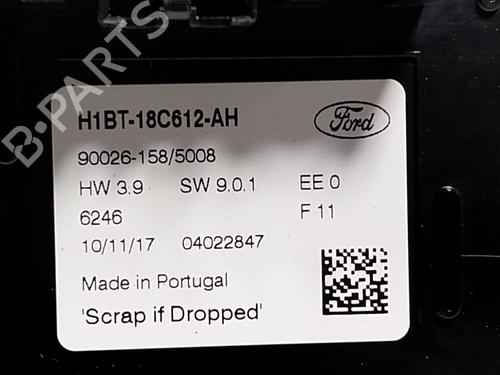 B-PARTS
H1BT-18C612-AH
Ford
90026-158/5008
HW 3.9 SW 9.0.1 EE 0
6246 F 11
10/11/17 04022847
Made in Portugal
'Scrap if Dropped'